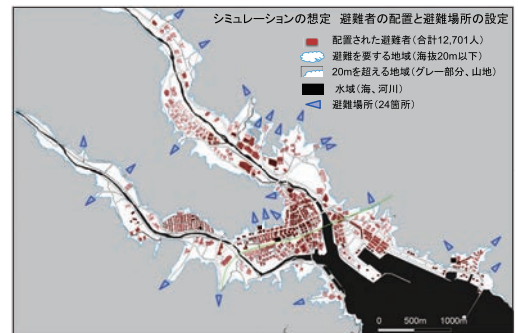 シミュレーションの想定 避難者の配置と避難場所の設定
配置された避難者(合計12,701人)
避難を要する地域(海抜20m以下)
20mを超える地域(グレー部分、山地)
水域(海、河川)
避難場所(24箇所)
0 500m 1000m